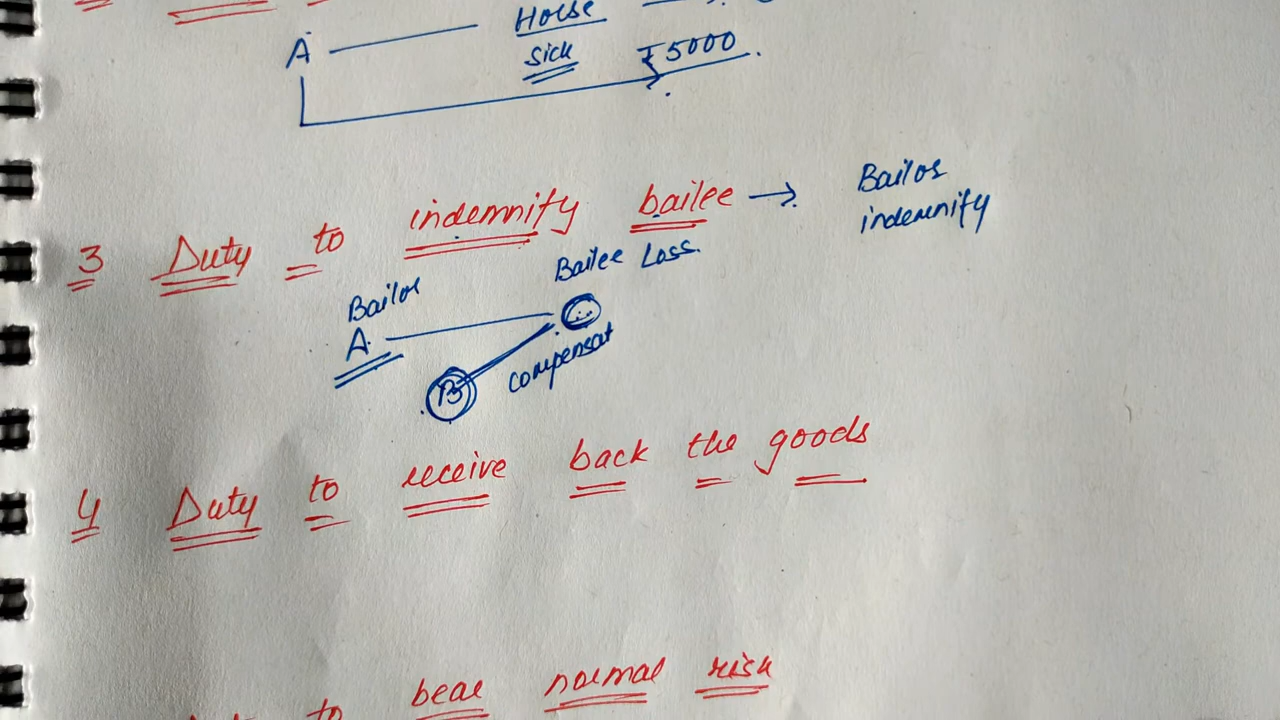 Horse
A
Sick
₹5000
3 Duty to indemnify bailee → Bailor
indemnify
Bailee Loss.
Bailor
A
B
compensat
4 Duty to receive back the goods
to bear normal risk